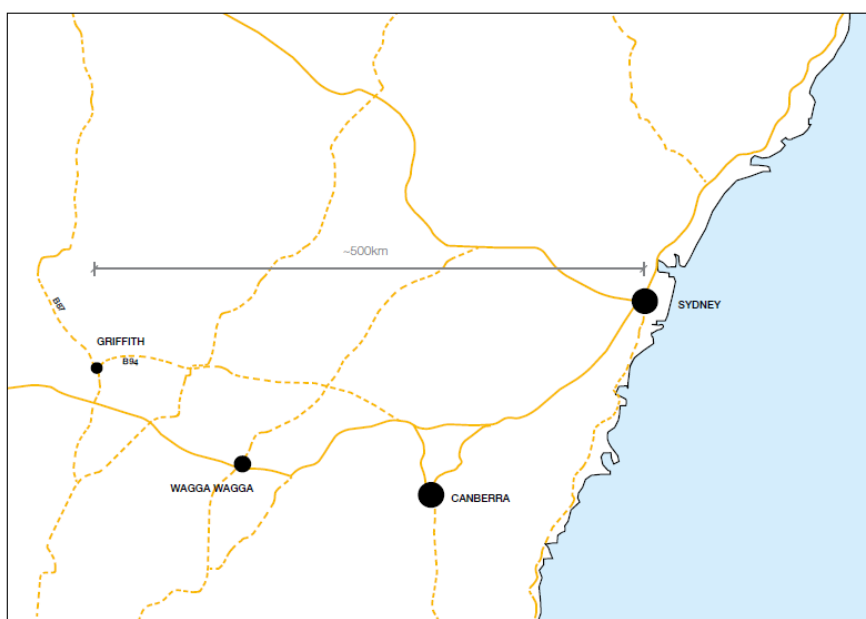 ~500km
SYDNEY
B87
GRIFFITH
B94
WAGGA WAGGA
CANBERRA